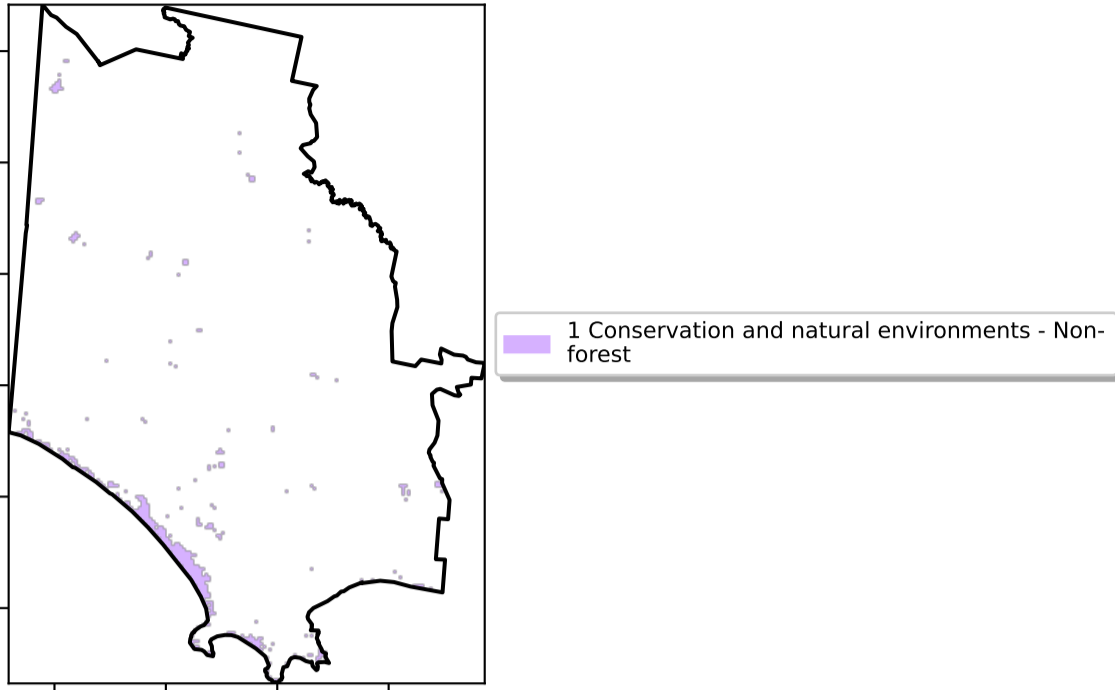 1 Conservation and natural environments - Non-
forest